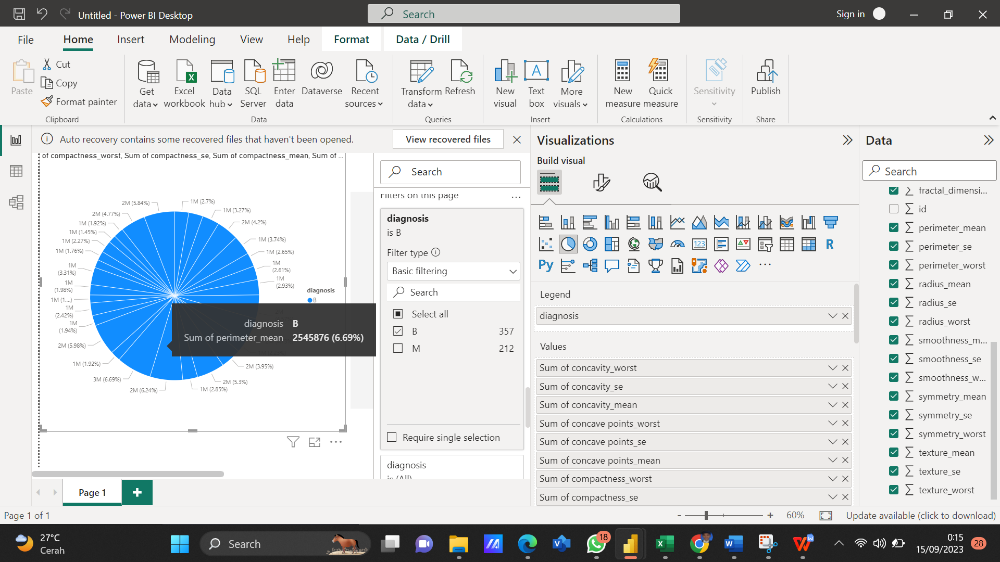 Untitled - Power BI Desktop
Search
Sign in
File
Home
Insert
Modeling
View
Help
Format
Data / Drill
Paste
Cut
Copy
Format painter
Clipboard
Get data
Excel workbook
Data hub
SQL Server
Enter data
Dataverse
Recent sources
Data
Transform data
Refresh
Queries
New visual
Text box
More visuals
Insert
New measure
Quick measure
Calculations
Sensitivity
Sensitivity
Publish
Share
Auto recovery contains some recovered files that haven't been opened.
View recovered files
of compactness_worst, Sum of compactness_se, Sum of compactness_mean, Sum of ...
2M (5.84%)
1M (2.7%)
2M (4.77%)
1M (3.27%)
1M (1.92%)
2M (4.2%)
1M (1.45%)
1M (2.27%)
1M (3.74%)
1M (1.76%)
1M (2.65%)
1M (3.31%)
1M (2.61%)
1M (1.98%)
1M (2.93%)
1M (1....)
1M (2.42%)
1M (1.94%)
2M (5.98%)
1M (1.92%)
2M (3.95%)
3M (6.69%)
2M (5.3%)
2M (6.24%)
1M (2.85%)
diagnosis
B
diagnosis B
Sum of perimeter_mean 2545876 (6.69%)
Search
Filters on this page
...
diagnosis
is B
Filter type
Basic filtering
Search
Select all
B 357
M 212
Require single selection
diagnosis
is (All)
Visualizations
Build visual
123
R
Py
...
Legend
diagnosis
Values
Sum of concavity_worst
Sum of concavity_se
Sum of concavity_mean
Sum of concave points_worst
Sum of concave points_se
Sum of concave points_mean
Sum of compactness_worst
Sum of compactness_se
Data
Search
fractal_dimensi...
id
perimeter_mean
perimeter_se
perimeter_worst
radius_mean
radius_se
radius_worst
smoothness_m...
smoothness_se
smoothness_w...
symmetry_mean
symmetry_se
symmetry_worst
texture_mean
texture_se
texture_worst
Page 1
Page 1 of 1
- + 60%
Update available (click to download)
27°C
Cerah
Search
18
0:15
15/09/2023
28